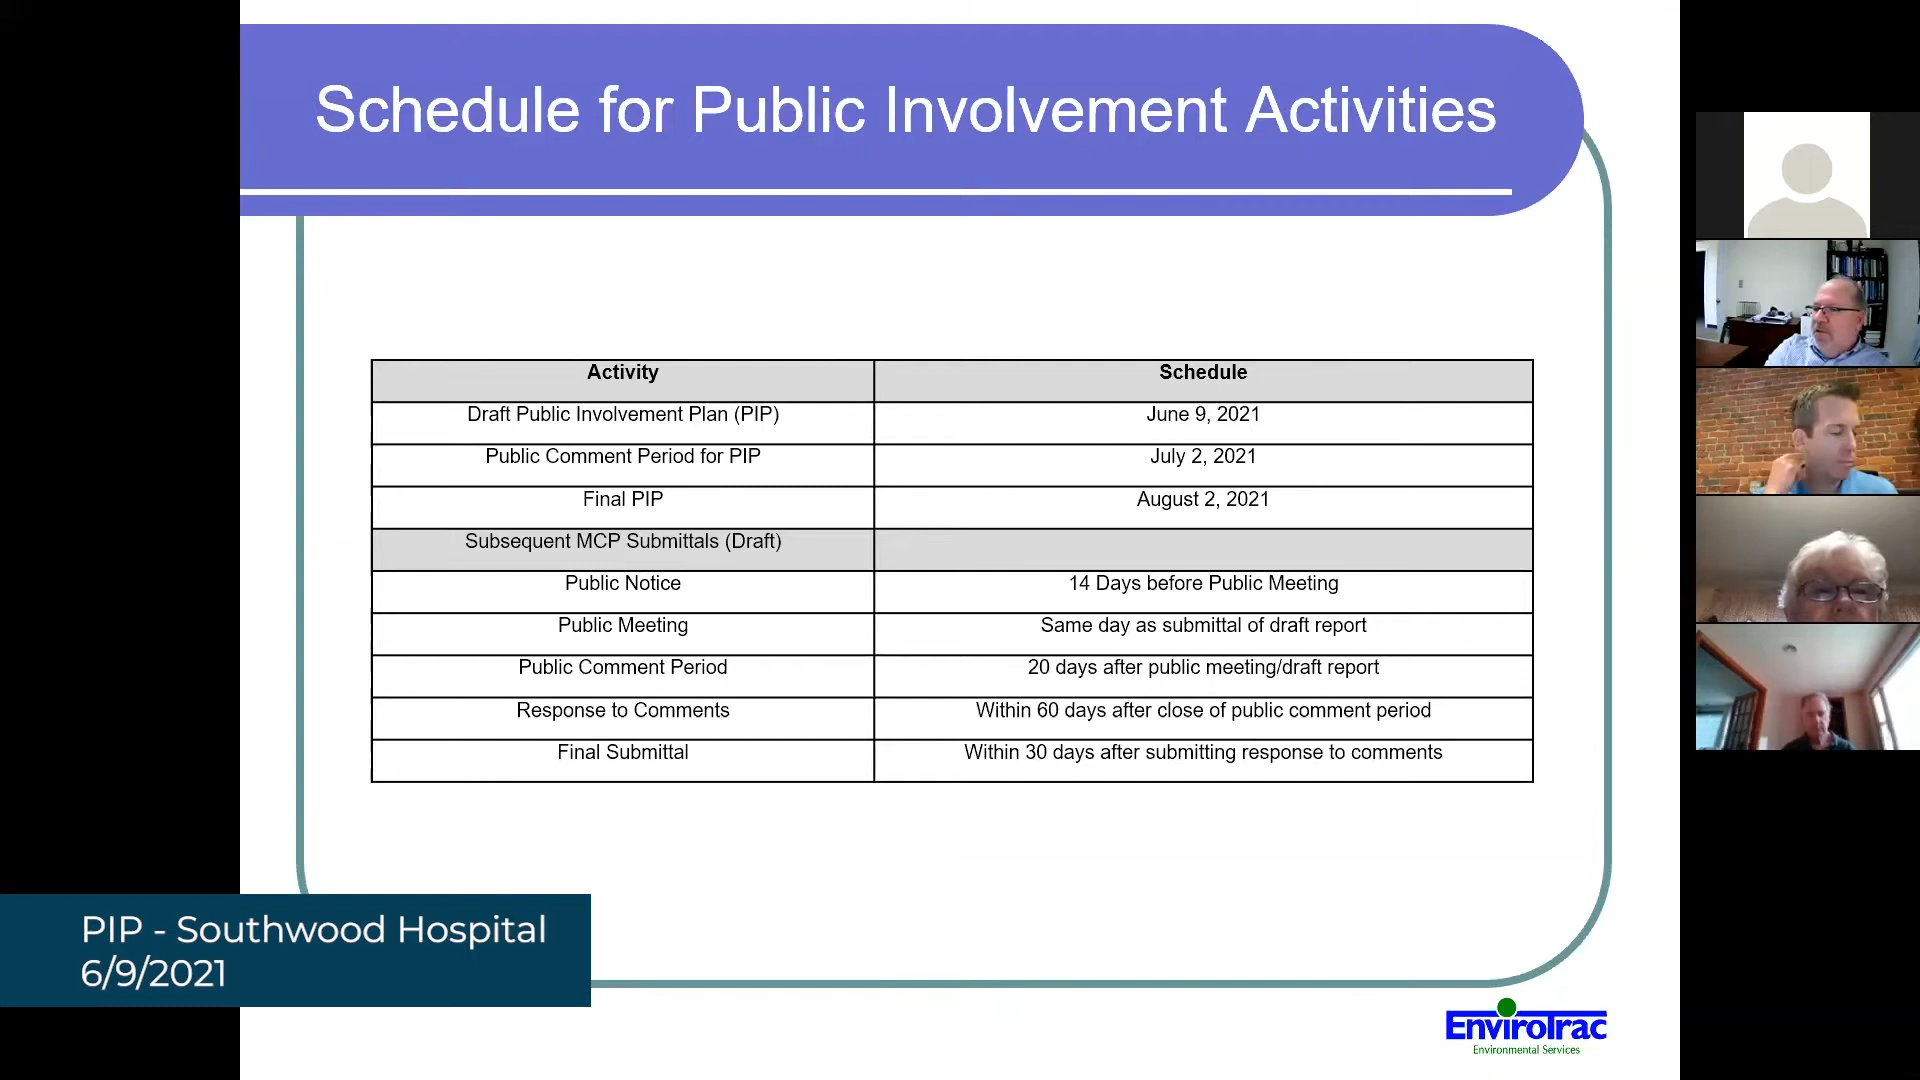 Schedule for Public Involvement Activities
Activity Schedule
Draft Public Involvement Plan (PIP) June 9, 2021
Public Comment Period for PIP July 2, 2021
Final PIP August 2, 2021
Subsequent MCP Submittals (Draft)
Public Notice 14 Days before Public Meeting
Public Meeting Same day as submittal of draft report
Public Comment Period 20 days after public meeting/draft report
Response to Comments Within 60 days after close of public comment period
Final Submittal Within 30 days after submitting response to comments
PIP - Southwood Hospital
6/9/2021
EnviroTrac
Environmental Services